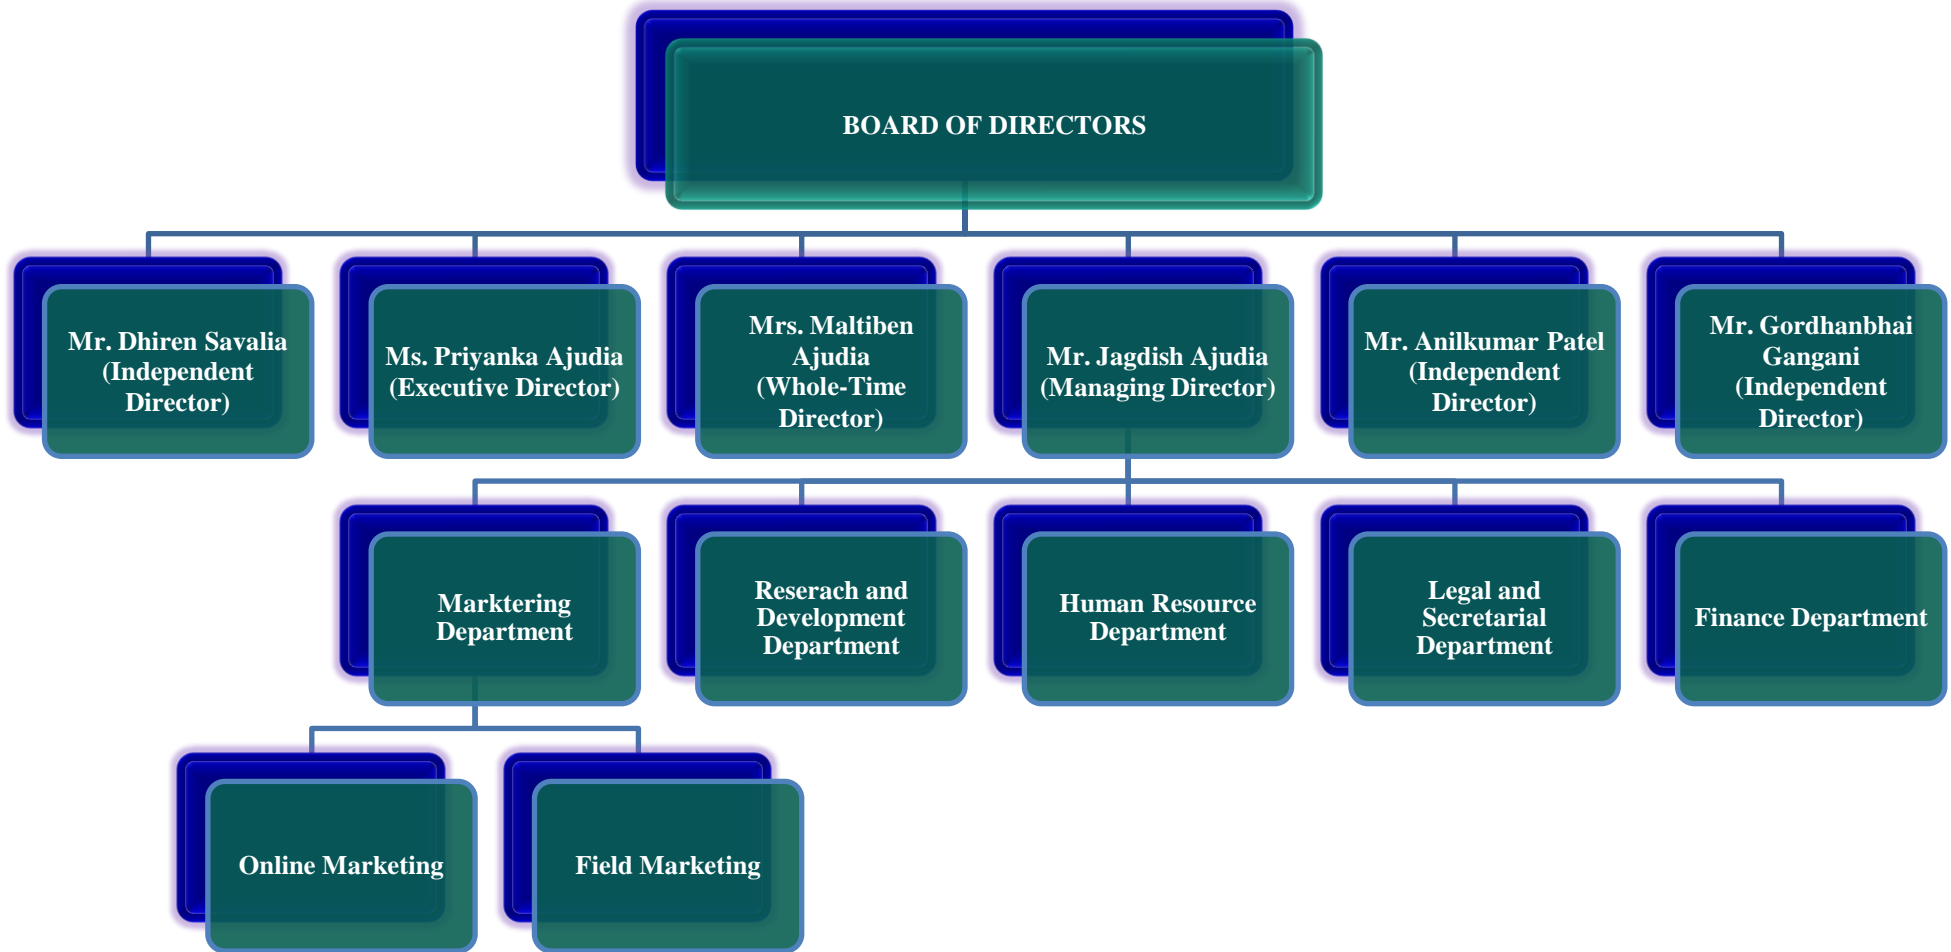 BOARD OF DIRECTORS
Mr. Dhiren Savalia
(Independent
Director)
Ms. Priyanka Ajudia
(Executive Director)
Mrs. Maltiben
Ajudia
(Whole-Time
Director)
Mr. Jagdish Ajudia
(Managing Director)
Mr. Anilkumar Patel
(Independent
Director)
Mr. Gordhanbhai
Gangani
(Independent
Director)
Marktering
Department
Reserach and
Development
Department
Human Resource
Department
Legal and
Secretarial
Department
Finance Department
Online Marketing
Field Marketing